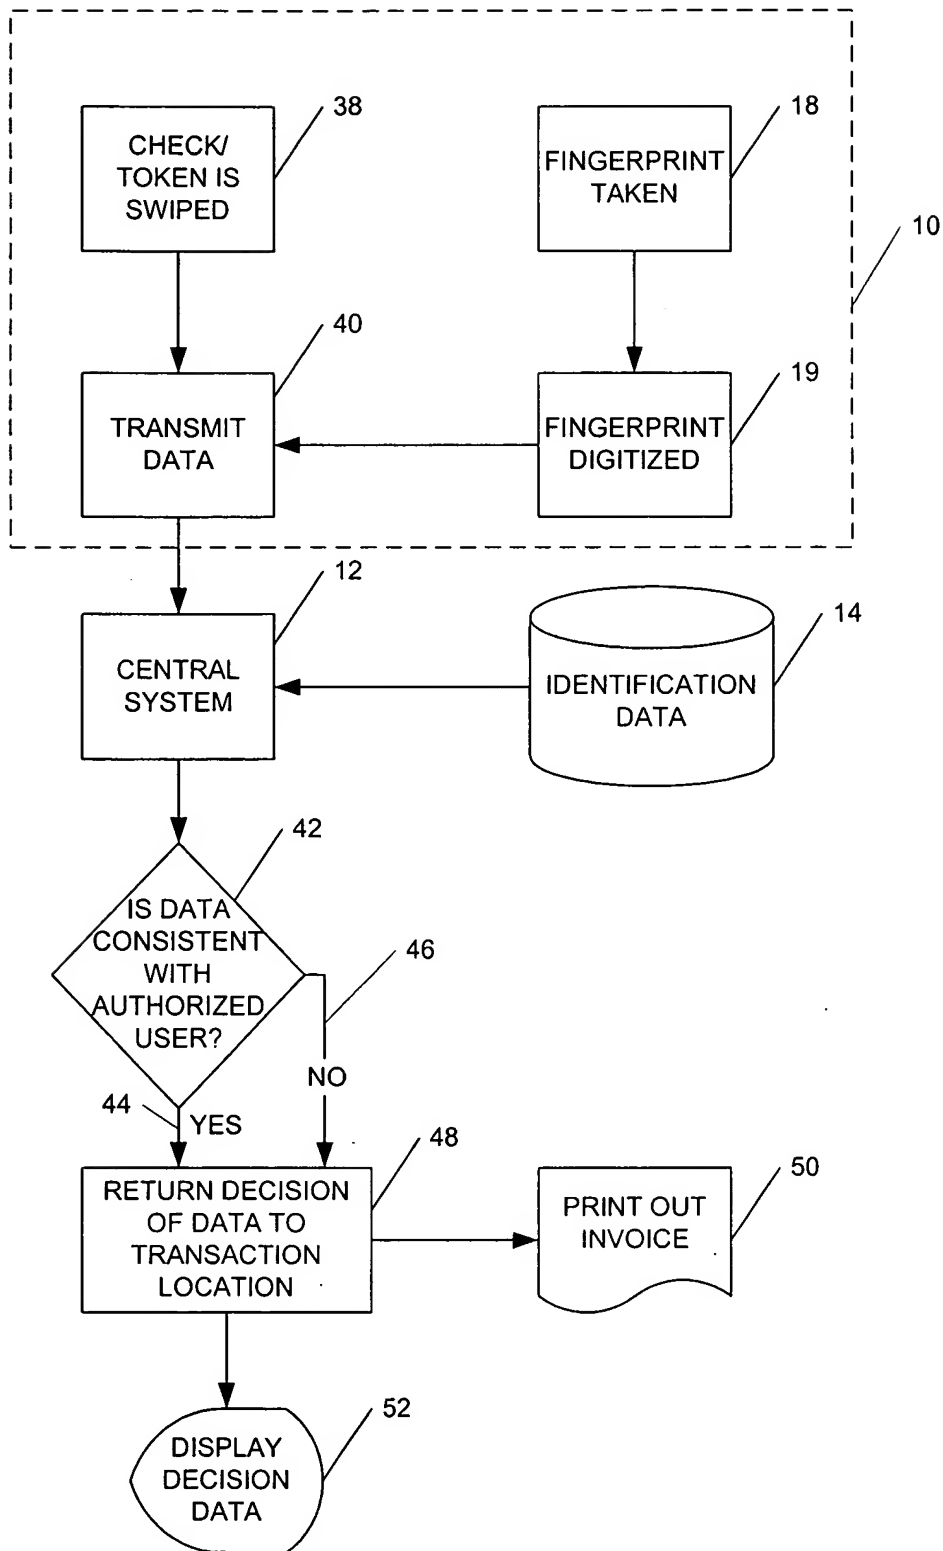 38
CHECK/
TOKEN IS
SWIPED
18
FINGERPRINT
TAKEN
10
40
TRANSMIT
DATA
19
FINGERPRINT
DIGITIZED
12
CENTRAL
SYSTEM
14
IDENTIFICATION
DATA
42
IS DATA
CONSISTENT
WITH
AUTHORIZED
USER?
46
NO
44
YES
48
RETURN DECISION
OF DATA TO
TRANSACTION
LOCATION
50
PRINT OUT
INVOICE
52
DISPLAY
DECISION
DATA